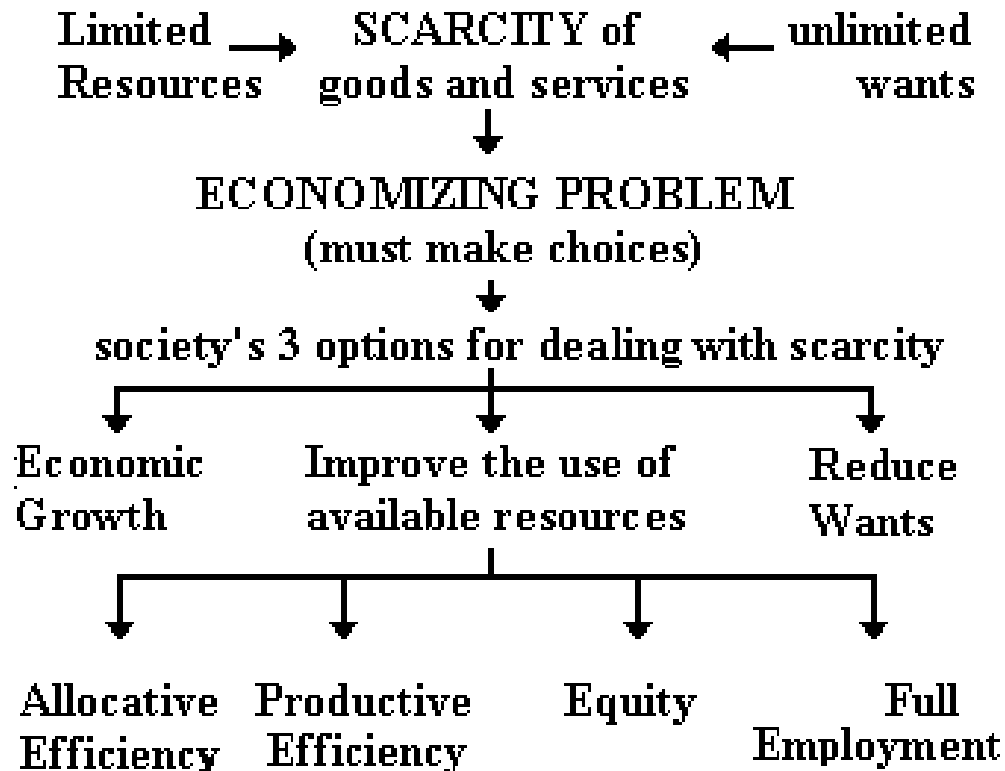 Limited SCARCITY of unlimited
Resources goods and services wants
ECONOMIZING PROBLEM
(must make choices)
society's 3 options for dealing with scarcity
Economic Improve the use of Reduce
Growth available resources Wants
Allocative Productive Equity Full
Efficiency Efficiency Employment